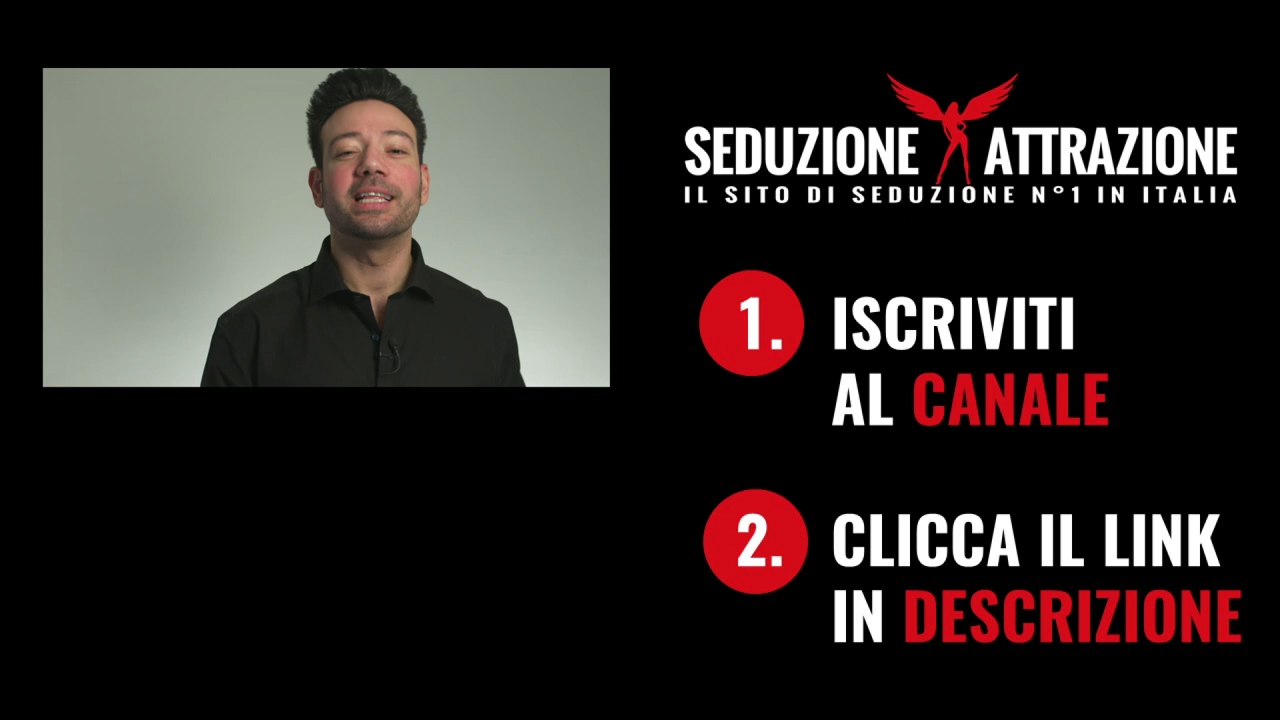 SEDUZIONE ATTRAZIONE
IL SITO DI SEDUZIONE N°1 IN ITALIA
1. ISCRIVITI
AL CANALE
2. CLICCA IL LINK
IN DESCRIZIONE